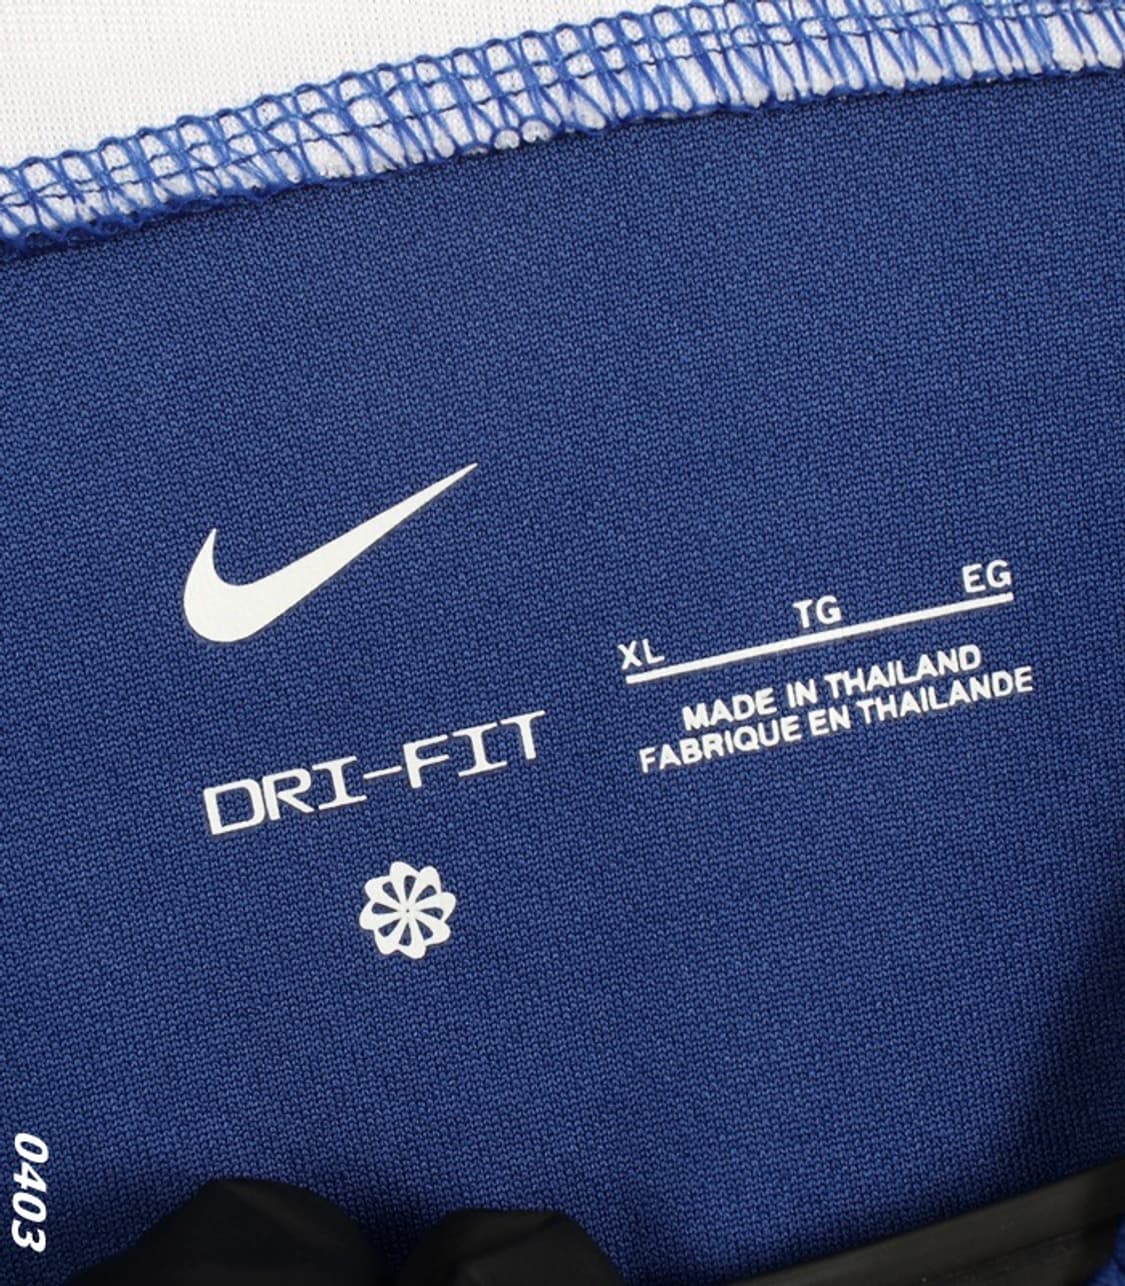 XL TG EG
MADE IN THAILAND
FABRIQUE EN THAILANDE
DRI-FIT
0403